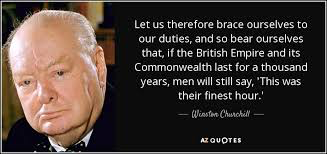 Let us therefore brace ourselves to
our duties, and so bear ourselves
that, if the British Empire and its
Commonwealth last for a thousand
years, men will still say, 'This was
their finest hour.'
Winston Churchill
AZ QUOTES